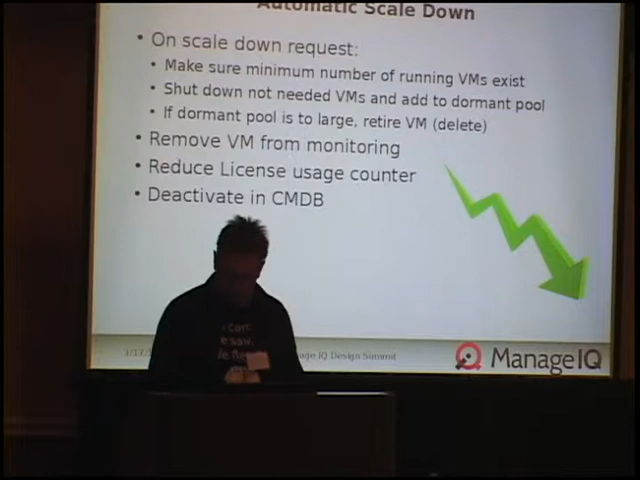 Automatic Scale Down
• On scale down request:
• Make sure minimum number of running VMs exist
• Shut down not needed VMs and add to dormant pool
• If dormant pool is to large, retire VM (delete)
• Remove VM from monitoring
• Reduce License usage counter
• Deactivate in CMDB
i can
e saw.
IQ Design Summit
ManageIQ